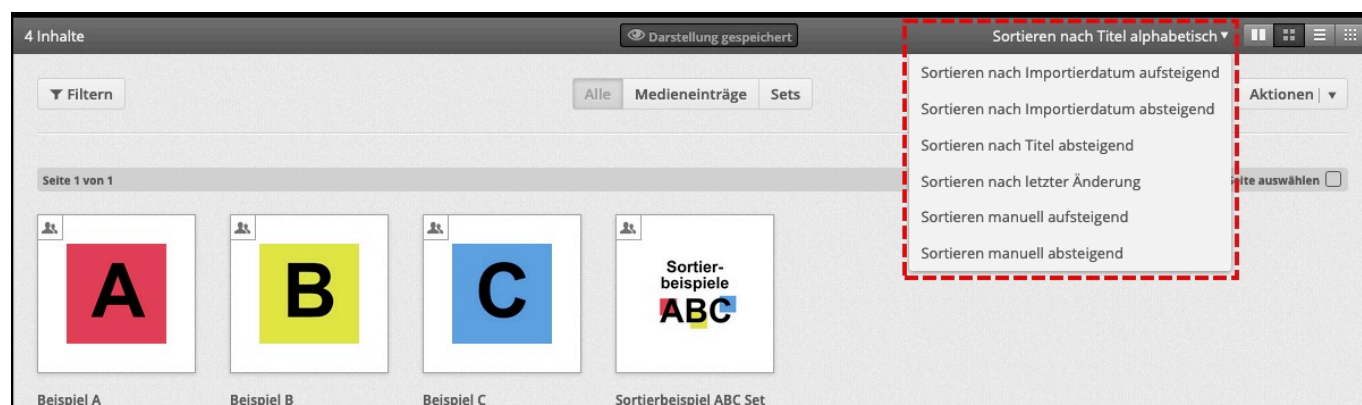 4 Inhalte
Darstellung gespeichert
Sortieren nach Titel alphabetisch
Sortieren nach Importierdatum aufsteigend
Sortieren nach Importierdatum absteigend
Sortieren nach Titel absteigend
Sortieren nach letzter Änderung
Sortieren manuell aufsteigend
Sortieren manuell absteigend
Filtern
Alle Medieneinträge Sets
Aktionen
Seite 1 von 1
Seite auswählen
A
B
C
Sortier-
beispiele
ABC
Beispiel A
Beispiel B
Beispiel C
Sortierbeispiel ABC Set